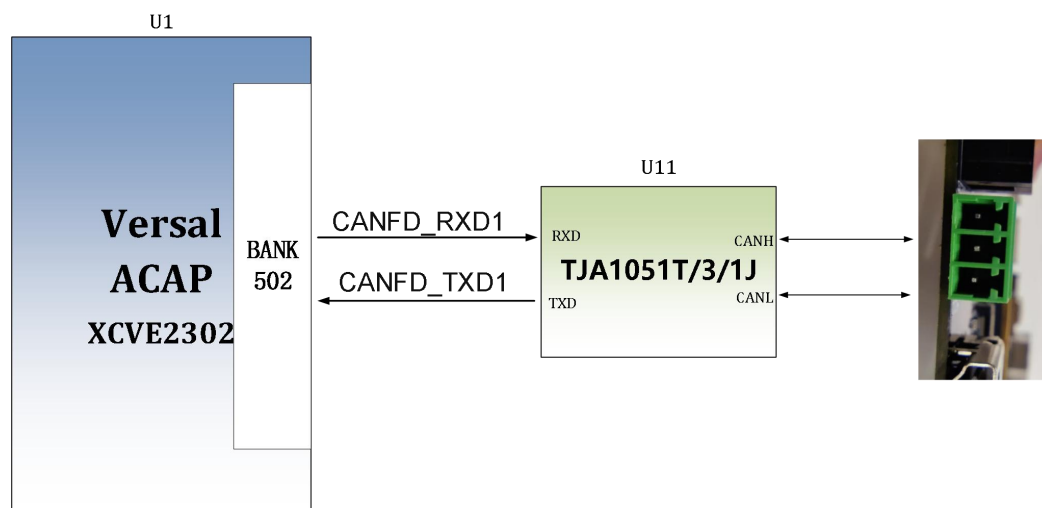 U1
Versal
ACAP
XCVE2302
BANK
502
CANFD_RXD1
CANFD_TXD1
U11
RXD
CANH
TJA1051T/3/1J
TXD
CANL